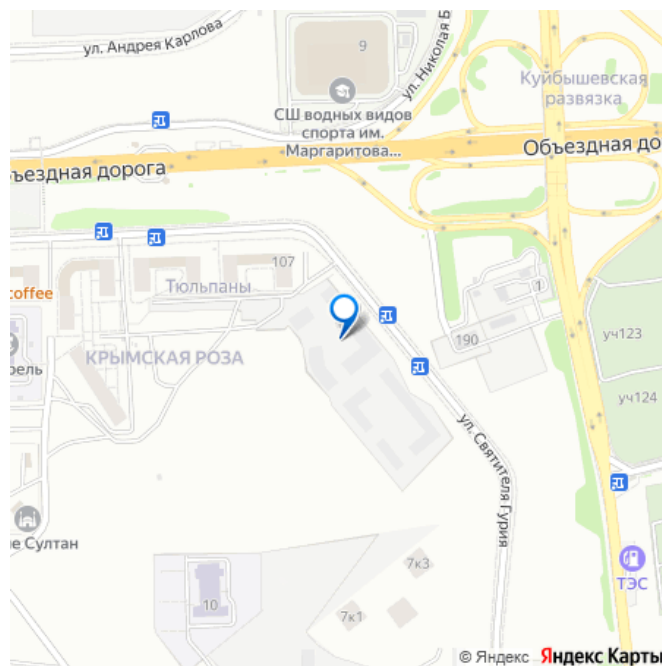 ул. Андрея Карлова
9
ул. Николая Б
СШ водных видов
спорта им.
Маргаритова...
Куйбышевская
развязка
Объездная до
ъездная дорога
107
Тюльпаны
coffee
1
190
уч123
КРЫМСКАЯ РОЗА
рель
уч124
ул. Святителя Гурия
е Султан
7к3
ТЭС
10
7к1
© Яндекс Яндекс Карты